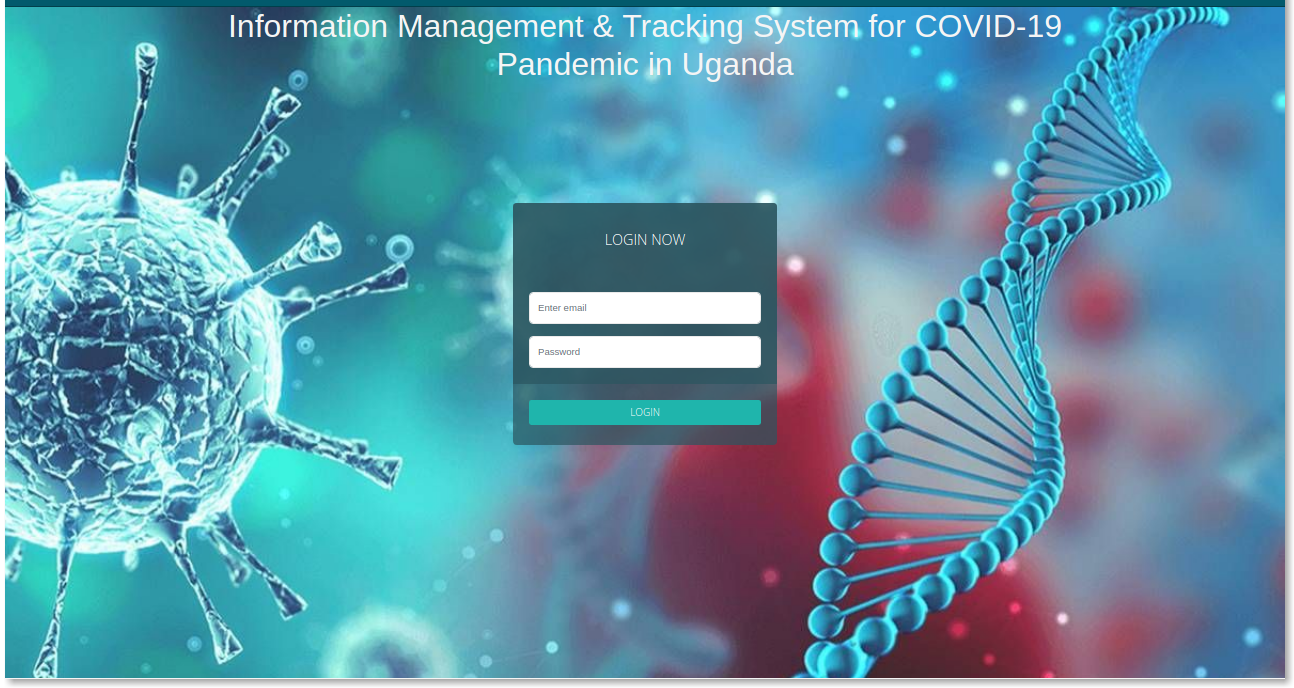 Information Management & Tracking System for COVID-19
Pandemic in Uganda
LOGIN NOW
Enter email
Password
LOGIN